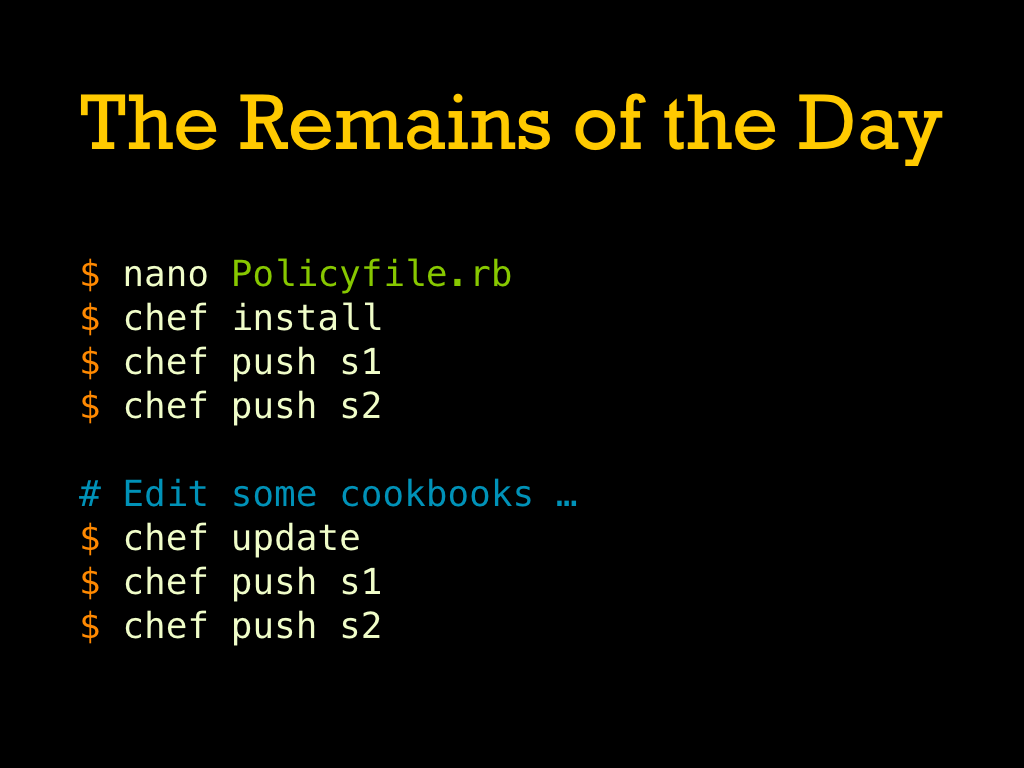 The Remains of the Day
$ nano Policyfile.rb
$ chef install
$ chef push s1
$ chef push s2
# Edit some cookbooks …
$ chef update
$ chef push s1
$ chef push s2